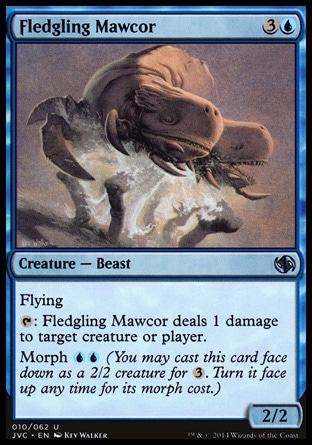 Fledgling Mawcor 3
Creature — Beast
Flying
: Fledgling Mawcor deals 1 damage
to target creature or player.
Morph (You may cast this card face
down as a 2/2 creature for 3. Turn it face
up any time for its morph cost.)
2/2
010/062 U
JVC • EN Kev Walker ™ & © 2014 Wizards of the Coast